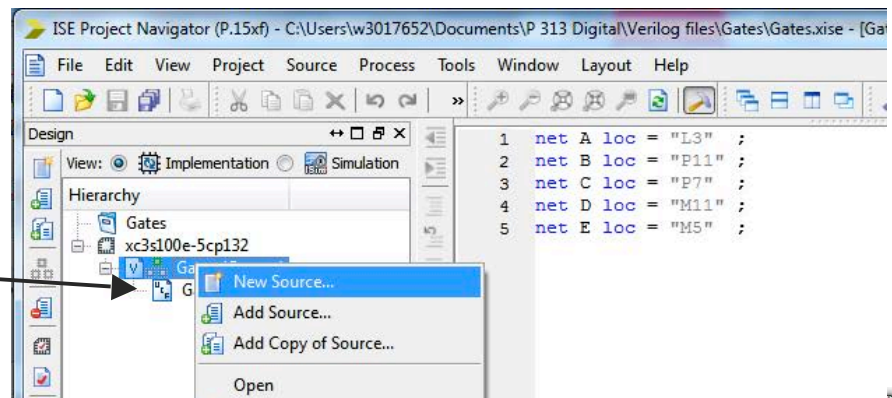 ISE Project Navigator (P.15xf) - C:\Users\w3017652\Documents\P 313 Digital\Verilog files\Gates\Gates.xise - [Ga
File Edit View Project Source Process Tools Window Layout Help
Design
View: Implementation Simulation
Hierarchy
Gates
xc3s100e-5cp132
New Source...
Add Source...
Add Copy of Source...
Open
1 net A loc = "L3" ;
2 net B loc = "P11" ;
3 net C loc = "P7" ;
4 net D loc = "M11" ;
5 net E loc = "M5" ;